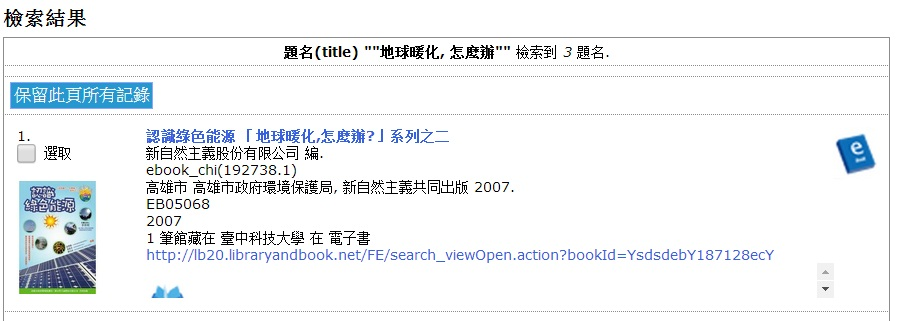 檢索結果
題名(title) ""地球暖化, 怎麼辦"" 檢索到 3 題名.
保留此頁所有記錄
1.
選取
認識綠色能源
認識綠色能源 「 地球暖化,怎麼辦? 」系列之二
新自然主義股份有限公司 編.
ebook_chi(192738.1)
高雄市 高雄市政府環境保護局, 新自然主義共同出版 2007.
EB05068
2007
1 筆館藏在 臺中科技大學 在 電子書
http://lb20.libraryandbook.net/FE/search_viewOpen.action?bookId=YsdsdebY187128ecY
e